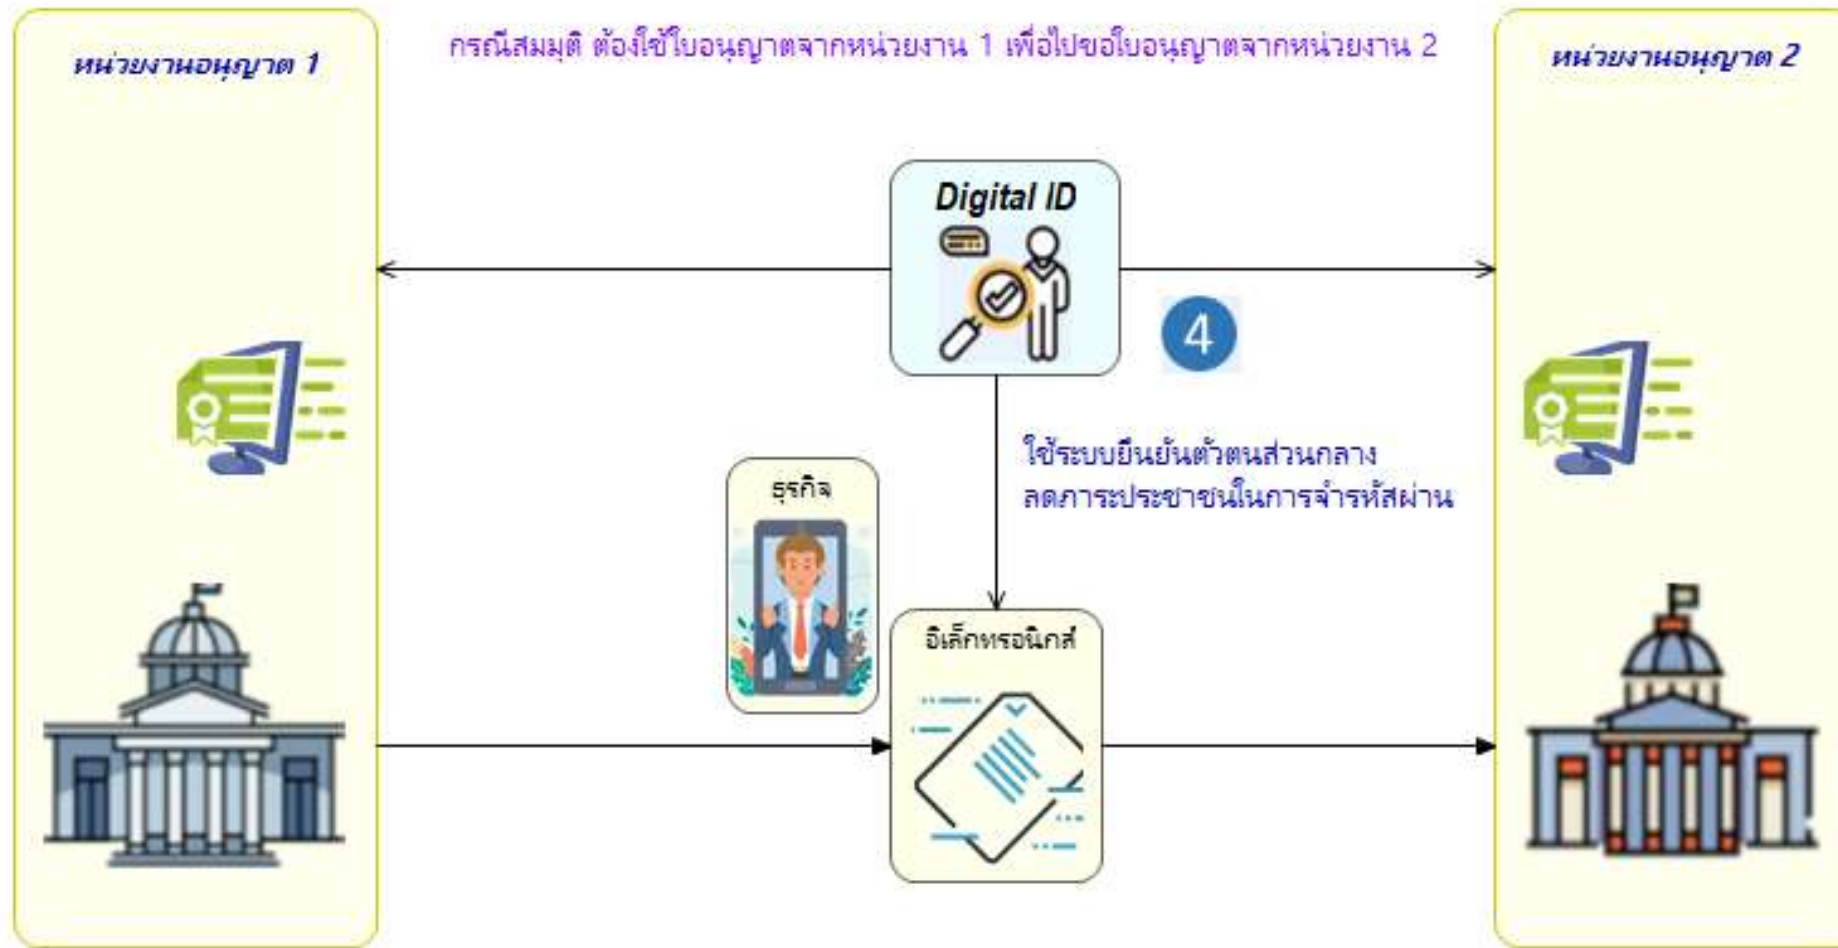 หน่วยงานอนุญาต 1
กรณีสมมุติ ต้องใช้ใบอนุญาตจากหน่วยงาน 1 เพื่อไปขอใบอนุญาตจากหน่วยงาน 2
หน่วยงานอนุญาต 2
Digital ID
4
ใช้ระบบยืนยันตัวตนส่วนกลาง
ลดภาระประชาชนในการจำรหัสผ่าน
ธุรกิจ
อิเล็กทรอนิกส์